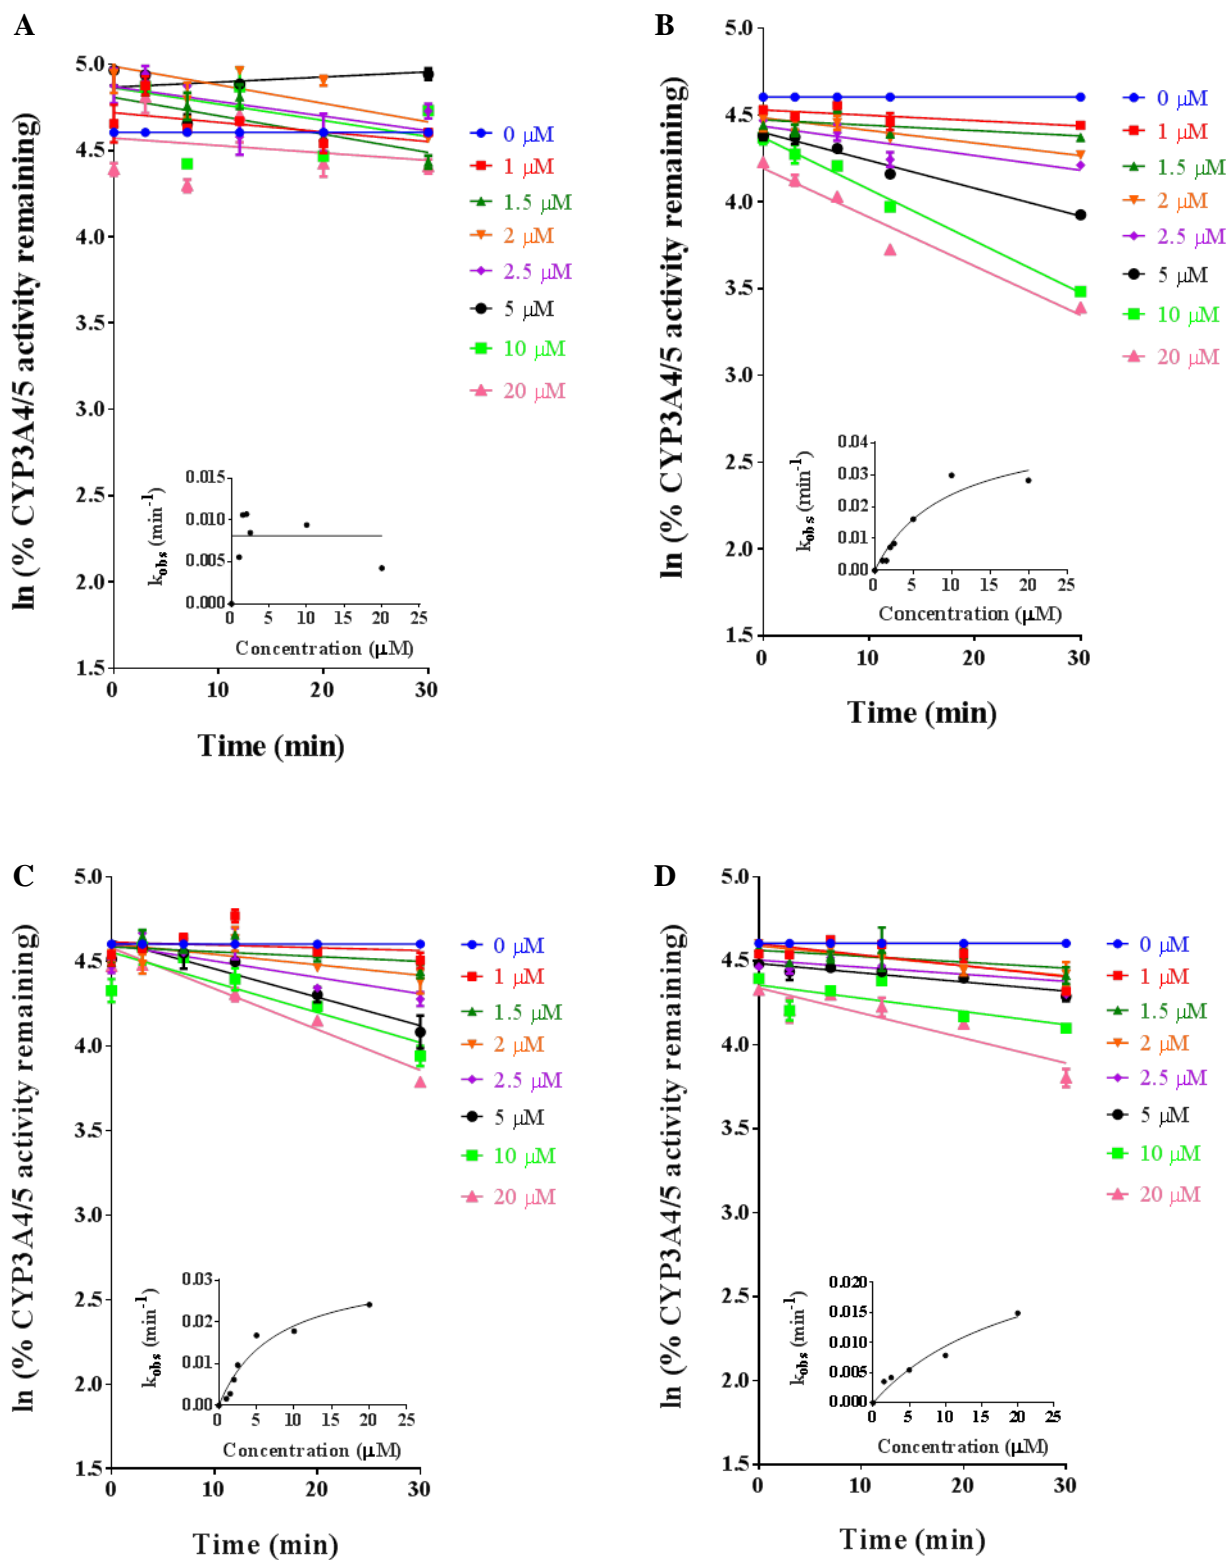 A
ln (% CYP3A4/5 activity remaining)
5.0
4.5
4.0
3.5
3.0
2.5
2.0
1.5
0
10
20
30
Time (min)
0 μM
1 μM
1.5 μM
2 μM
2.5 μM
5 μM
10 μM
20 μM
kobs (min-1)
0.015
0.010
0.005
0.000
0
5
10
15
20
25
Concentration (μM)
B
ln (% CYP3A4/5 activity remaining)
5.0
4.5
4.0
3.5
3.0
2.5
2.0
1.5
0
10
20
30
Time (min)
0 μM
1 μM
1.5 μM
2 μM
2.5 μM
5 μM
10 μM
20 μM
kobs (min-1)
0.04
0.03
0.02
0.01
0.00
0
5
10
15
20
25
Concentration (μM)
C
ln (% CYP3A4/5 activity remaining)
5.0
4.5
4.0
3.5
3.0
2.5
2.0
1.5
0
10
20
30
Time (min)
0 μM
1 μM
1.5 μM
2 μM
2.5 μM
5 μM
10 μM
20 μM
kobs (min-1)
0.03
0.02
0.01
0.00
0
5
10
15
20
25
Concentration (μM)
D
ln (% CYP3A4/5 activity remaining)
5.0
4.5
4.0
3.5
3.0
2.5
2.0
1.5
0
10
20
30
Time (min)
0 μM
1 μM
1.5 μM
2 μM
2.5 μM
5 μM
10 μM
20 μM
kobs (min-1)
0.020
0.015
0.010
0.005
0.000
0
5
10
15
20
25
Concentration (μM)